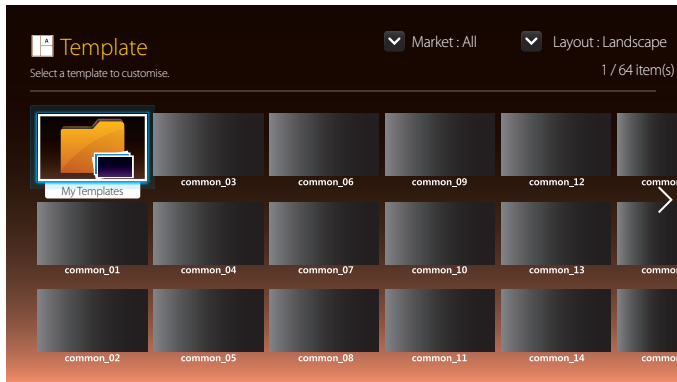 A
Template
Market : All
Layout : Landscape
Select a template to customise.
1 / 64 item(s)
My Templates
common_03
common_06
common_09
common_12
common_01
common_04
common_07
common_10
common_13
common_02
common_05
common_08
common_11
common_14